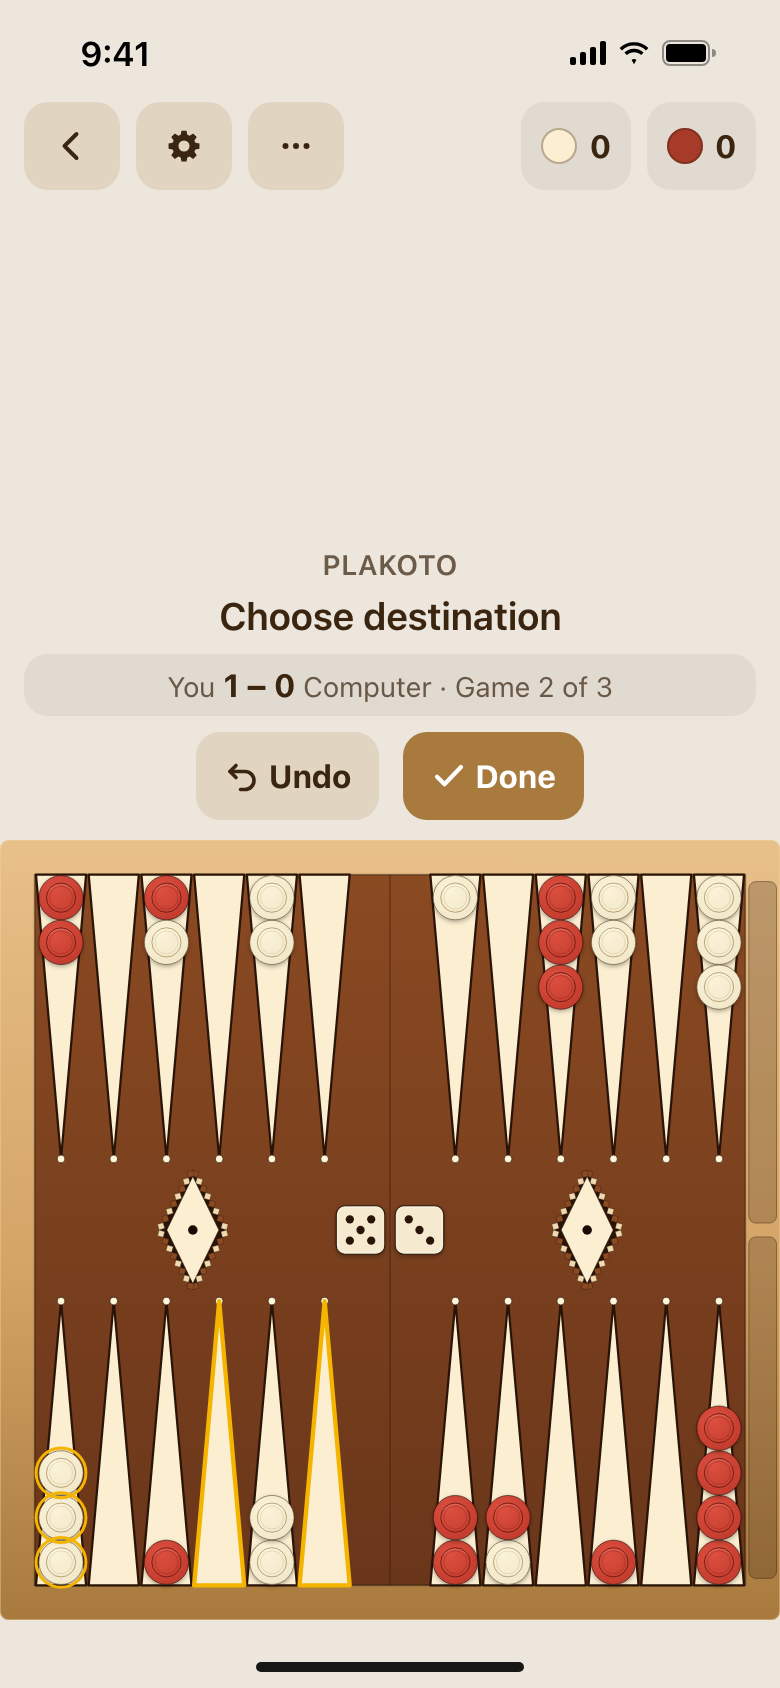 9:41
0 0
PLAKOTO
Choose destination
You 1 – 0 Computer · Game 2 of 3
Undo Done